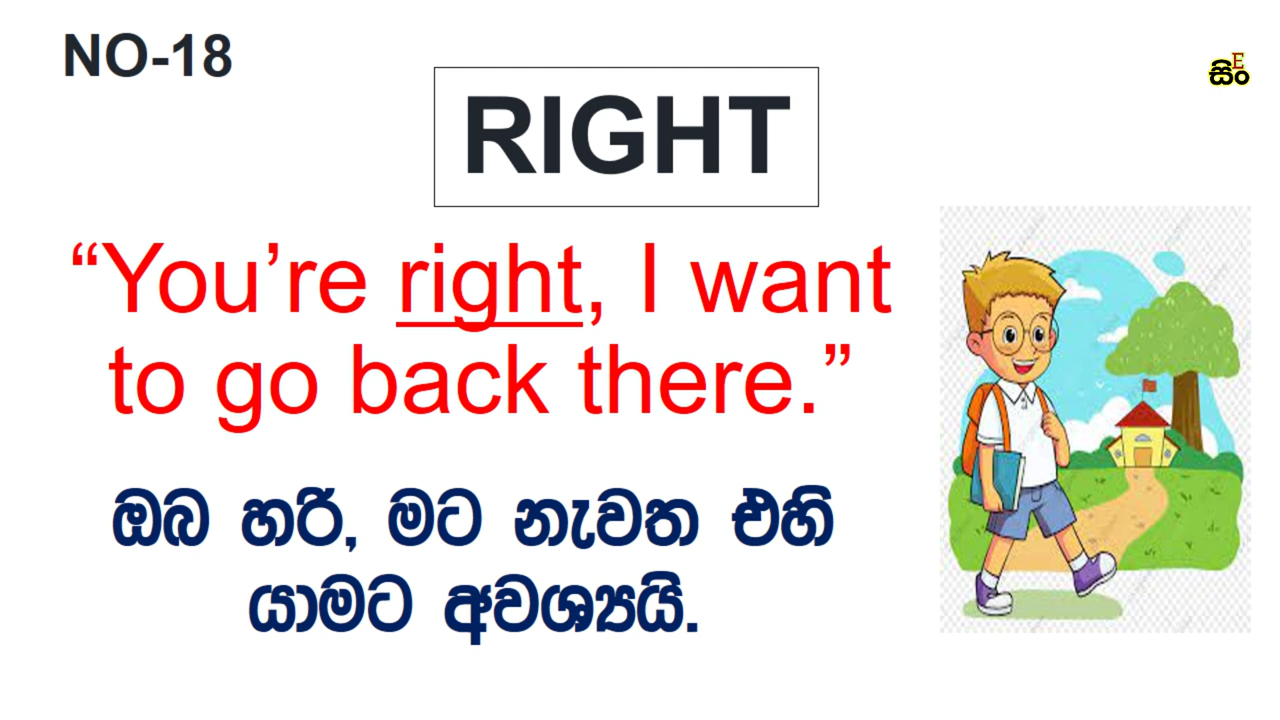 NO-18
සිං
E
RIGHT
“You’re right, I want
to go back there.”
ඔබ හරි, මට නැවත එහි
යාමට අවශ්‍යයි.